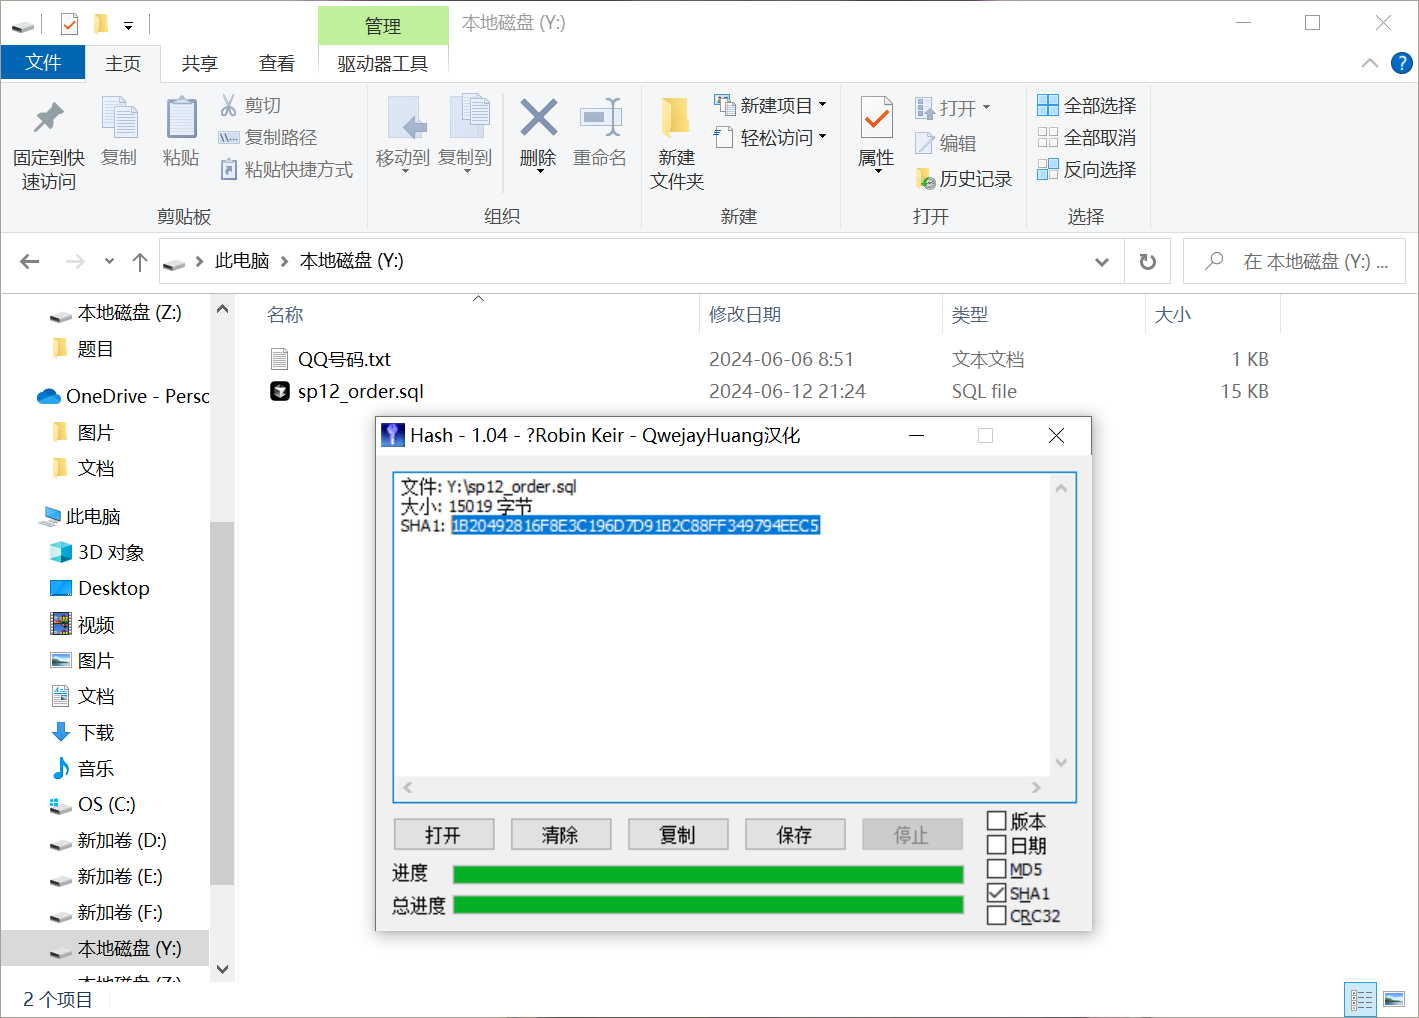 管理
本地磁盘 (Y:)
文件
主页
共享
查看
驱动器工具
固定到快
速访问
复制
粘贴
剪切
复制路径
粘贴快捷方式
剪贴板
移动到
复制到
删除
重命名
组织
新建
文件夹
新建项目
轻松访问
新建
属性
打开
编辑
历史记录
打开
全部选择
全部取消
反向选择
选择
此电脑
本地磁盘 (Y:)
在 本地磁盘 (Y:) ...
本地磁盘 (Z:)
题目
OneDrive - Perso
图片
文档
此电脑
3D 对象
Desktop
视频
图片
文档
下载
音乐
OS (C:)
新加卷 (D:)
新加卷 (E:)
新加卷 (F:)
本地磁盘 (Y:)
名称
修改日期
类型
大小
QQ号码.txt
2024-06-06 8:51
文本文档
1 KB
sp12_order.sql
2024-06-12 21:24
SQL file
15 KB
Hash - 1.04 - ?Robin Keir - QwejayHuang汉化
文件: Y:\sp12_order.sql
大小: 15019 字节
SHA1: 1B20492816F8E3C196D7D91B2C88FF349794EEC5
打开
清除
复制
保存
停止
进度
总进度
版本
日期
MD5
SHA1
CRC32
2 个项目